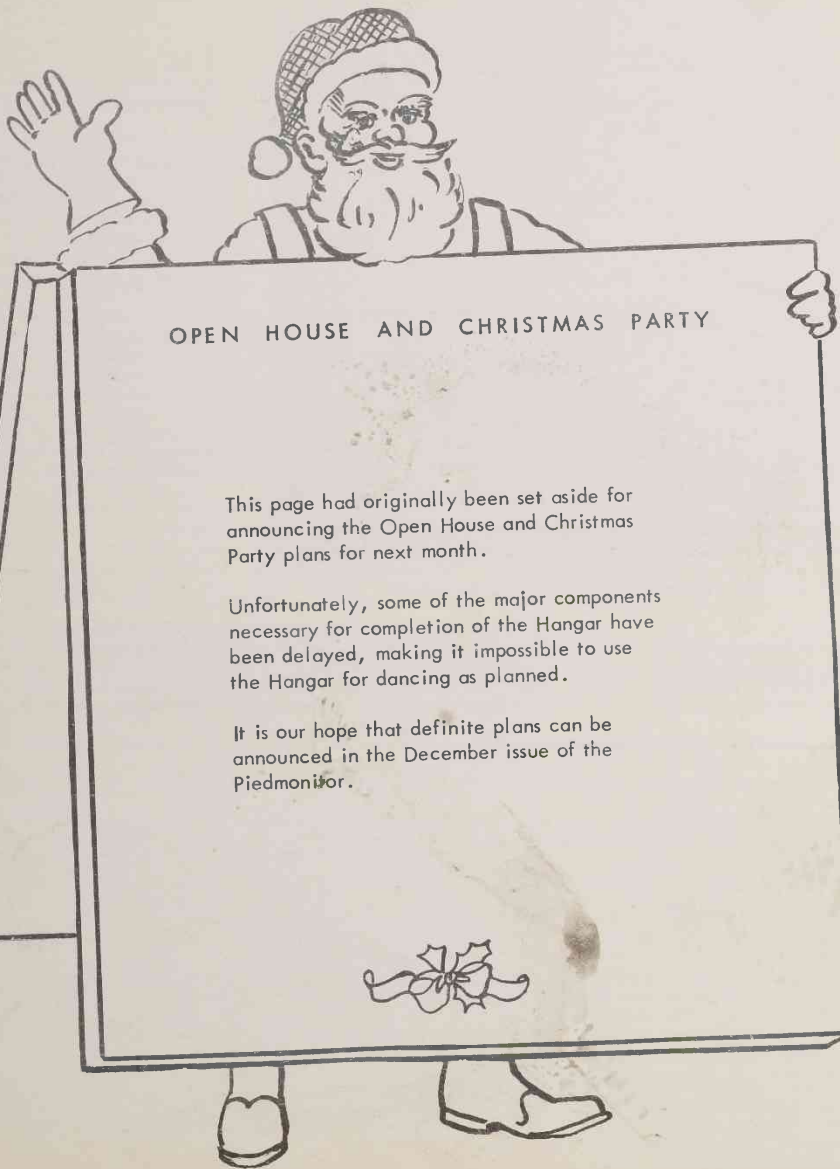 OPEN HOUSE AND CHRISTMAS PARTY
This page had originally been set aside for
announcing the Open House and Christmas
Party plans for next month.
Unfortunately, some of the major components
necessary for completion of the Hangar have
been delayed, making it impossible to use
the Hangar for dancing as planned.
It is our hope that definite plans can be
announced in the December issue of the
Piedmonitor.